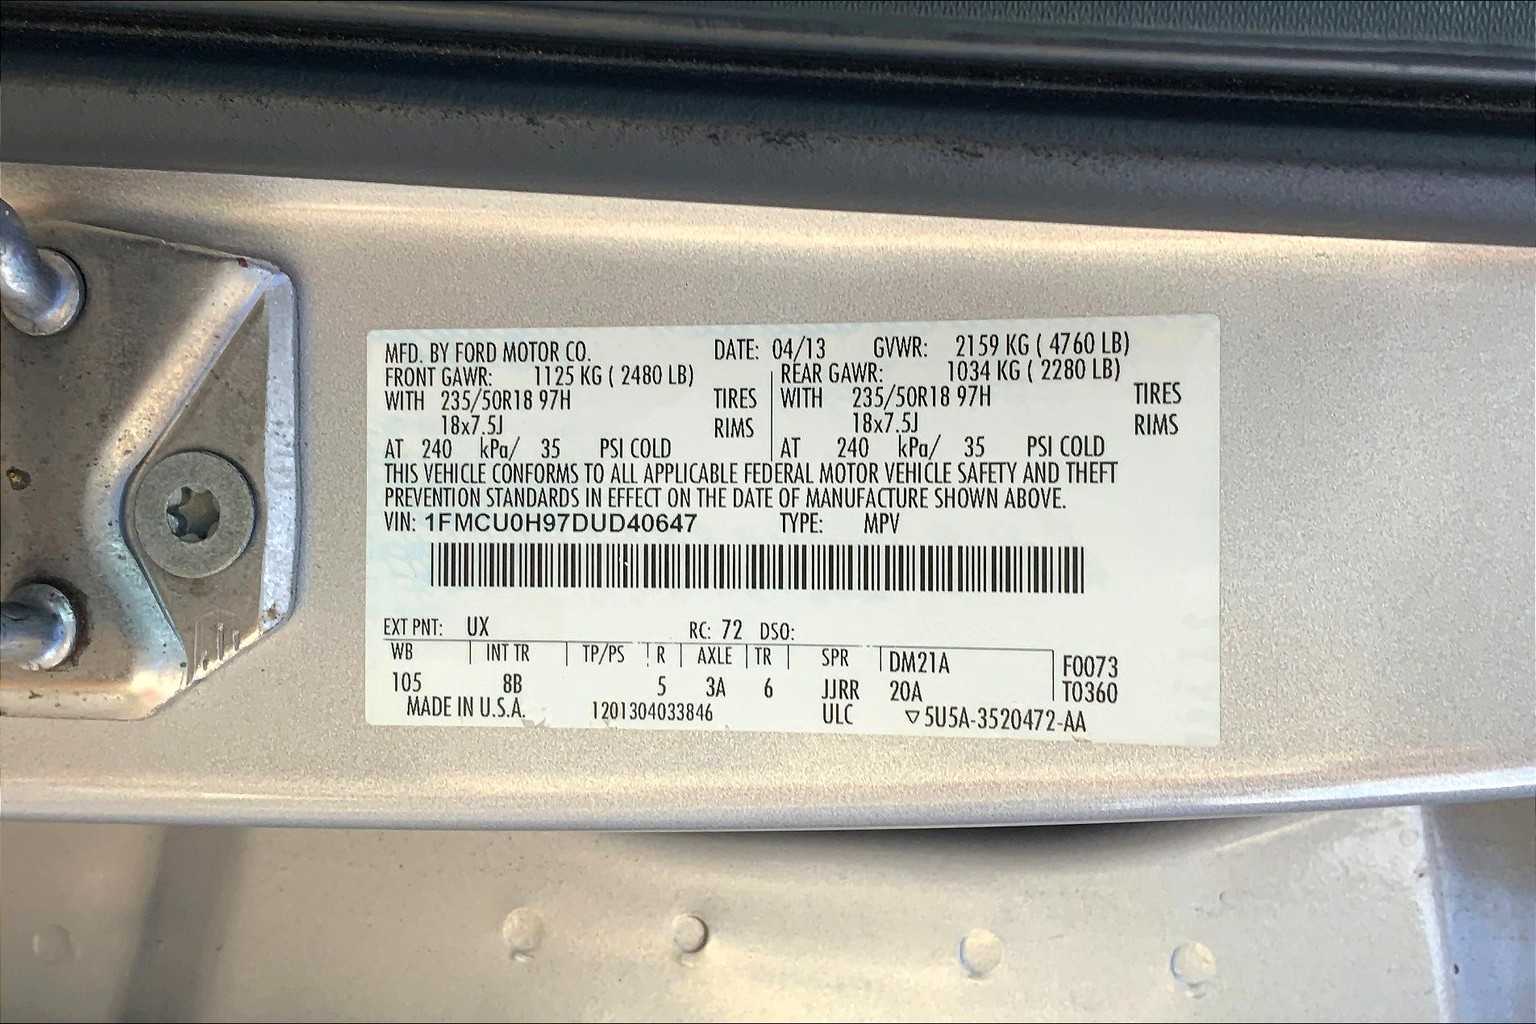 MFD. BY FORD MOTOR CO. DATE: 04/13 GVWR: 2159 KG ( 4760 LB)
FRONT GAWR: 1125 KG ( 2480 LB) REAR GAWR: 1034 KG ( 2280 LB)
WITH 235/50R18 97H TIRES WITH 235/50R18 97H TIRES
18x7.5J RIMS 18x7.5J RIMS
AT 240 kPa/ 35 PSI COLD AT 240 kPa/ 35 PSI COLD
THIS VEHICLE CONFORMS TO ALL APPLICABLE FEDERAL MOTOR VEHICLE SAFETY AND THEFT
PREVENTION STANDARDS IN EFFECT ON THE DATE OF MANUFACTURE SHOWN ABOVE.
VIN: 1FMCU0H97DUD40647 TYPE: MPV
EXT PNT: UX RC: 72 DSO:
WB INT TR TP/PS R AXLE TR SPR DM21A F0073
105 8B 5 3A 6 JJRR 20A T0360
MADE IN U.S.A. 1201304033846 ULC ▽5U5A-3520472-AA